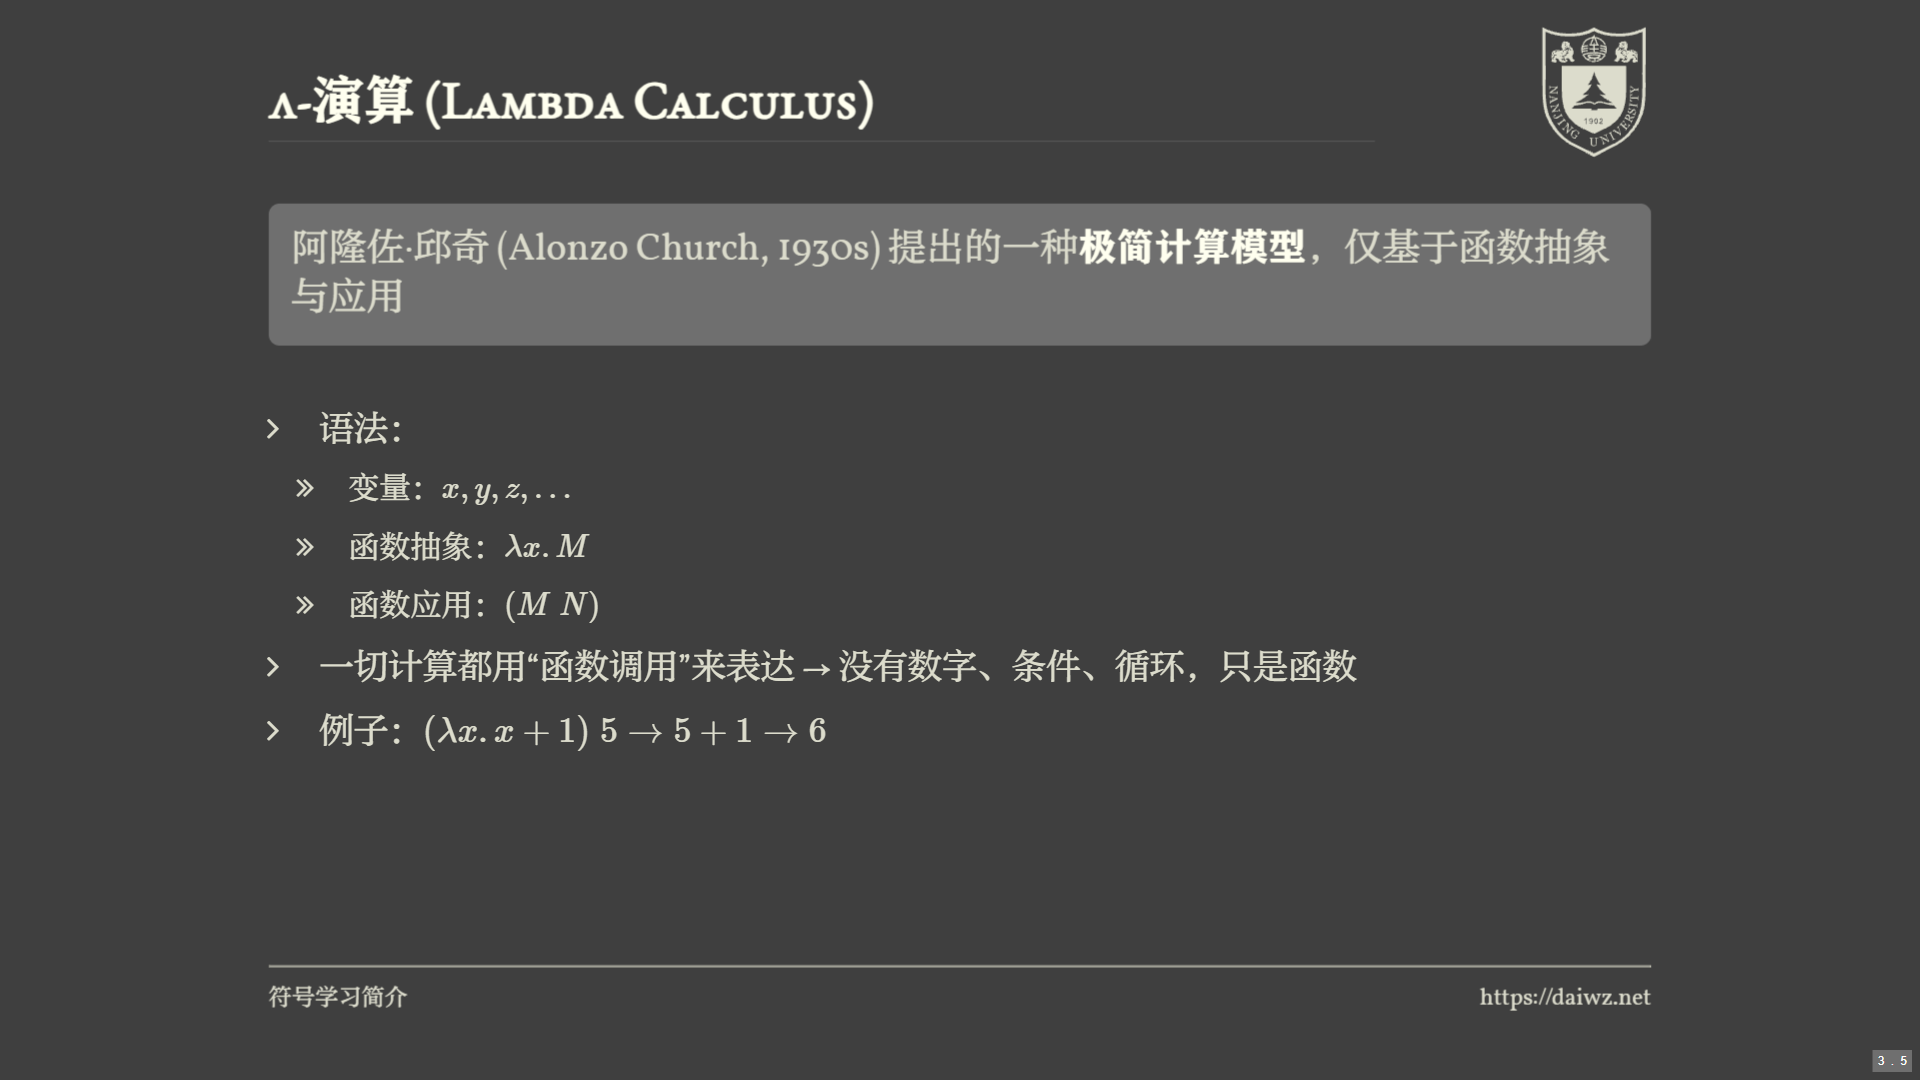 λ-演算 (Lambda Calculus)
NANJING UNIVERSITY
1902
阿隆佐·邱奇 (Alonzo Church, 1930s) 提出的一种极简计算模型，仅基于函数抽象
与应用
语法：
变量：x, y, z, …
函数抽象：λx. M
函数应用：(M N)
一切计算都用“函数调用”来表达 → 没有数字、条件、循环，只是函数
例子：(λx. x + 1) 5 → 5 + 1 → 6
符号学习简介
https://daiwz.net
3 . 5